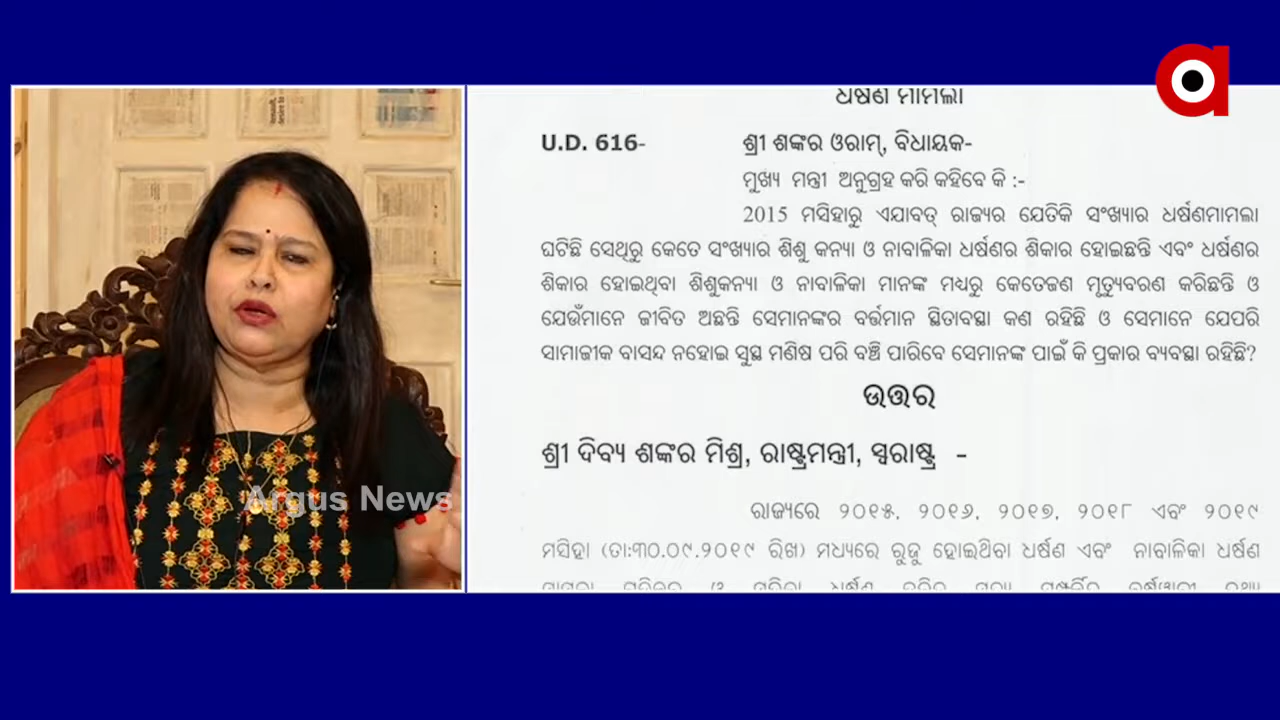 ଧର୍ଷଣ ମାମଲା
U.D. 616- ଶ୍ରୀ ଶଙ୍କର ଓରାମ୍, ବିଧାୟକ-
ମୁଖ୍ୟ ମନ୍ତ୍ରୀ ଅନୁଗ୍ରହ କରି କହିବେ କି :-
2015 ମସିହାରୁ ଏଯାବତ୍ ରାଜ୍ୟର ଯେତିକି ସଂଖ୍ୟାର ଧର୍ଷଣମାମଲା
ଘଟିଛି ସେଥିରୁ କେତେ ସଂଖ୍ୟାର ଶିଶୁ କନ୍ୟା ଓ ନାବାଳିକା ଧର୍ଷଣର ଶିକାର ହୋଇଛନ୍ତି ଏବଂ ଧର୍ଷଣର
ଶିକାର ହୋଇଥିବା ଶିଶୁକନ୍ୟା ଓ ନାବାଳିକା ମାନଙ୍କ ମଧ୍ୟରୁ କେତେଜଣ ମୃତ୍ୟୁବରଣ କରିଛନ୍ତି ଓ
ଯେଉଁମାନେ ଜୀବିତ ଅଛନ୍ତି ସେମାନଙ୍କର ବର୍ତ୍ତମାନ ସ୍ଥିତାବସ୍ଥା କଣ ରହିଛି ଓ ସେମାନେ ଯେପରି
ସାମାଜୀକ ବାସନ୍ଦ ନହୋଇ ସୁସ୍ଥ ମଣିଷ ପରି ବଞ୍ଚି ପାରିବେ ସେମାନଙ୍କ ପାଇଁ କି ପ୍ରକାର ବ୍ୟବସ୍ଥା ରହିଛି?
ଉତ୍ତର
ଶ୍ରୀ ଦିବ୍ୟ ଶଙ୍କର ମିଶ୍ର, ରାଷ୍ଟ୍ରମନ୍ତ୍ରୀ, ସ୍ୱରାଷ୍ଟ୍ର -
ରାଜ୍ୟରେ ୨୦୧୫, ୨୦୧୬, ୨୦୧୭, ୨୦୧୮ ଏବଂ ୨୦୧୯
ମସିହା (ତା:୩୦.୦୯.୨୦୧୯ ରିଖ) ମଧ୍ୟରେ ରୁଜୁ ହୋଇଥିବା ଧର୍ଷଣ ଏବଂ ନାବାଳିକା ଧର୍ଷଣ
Argus News